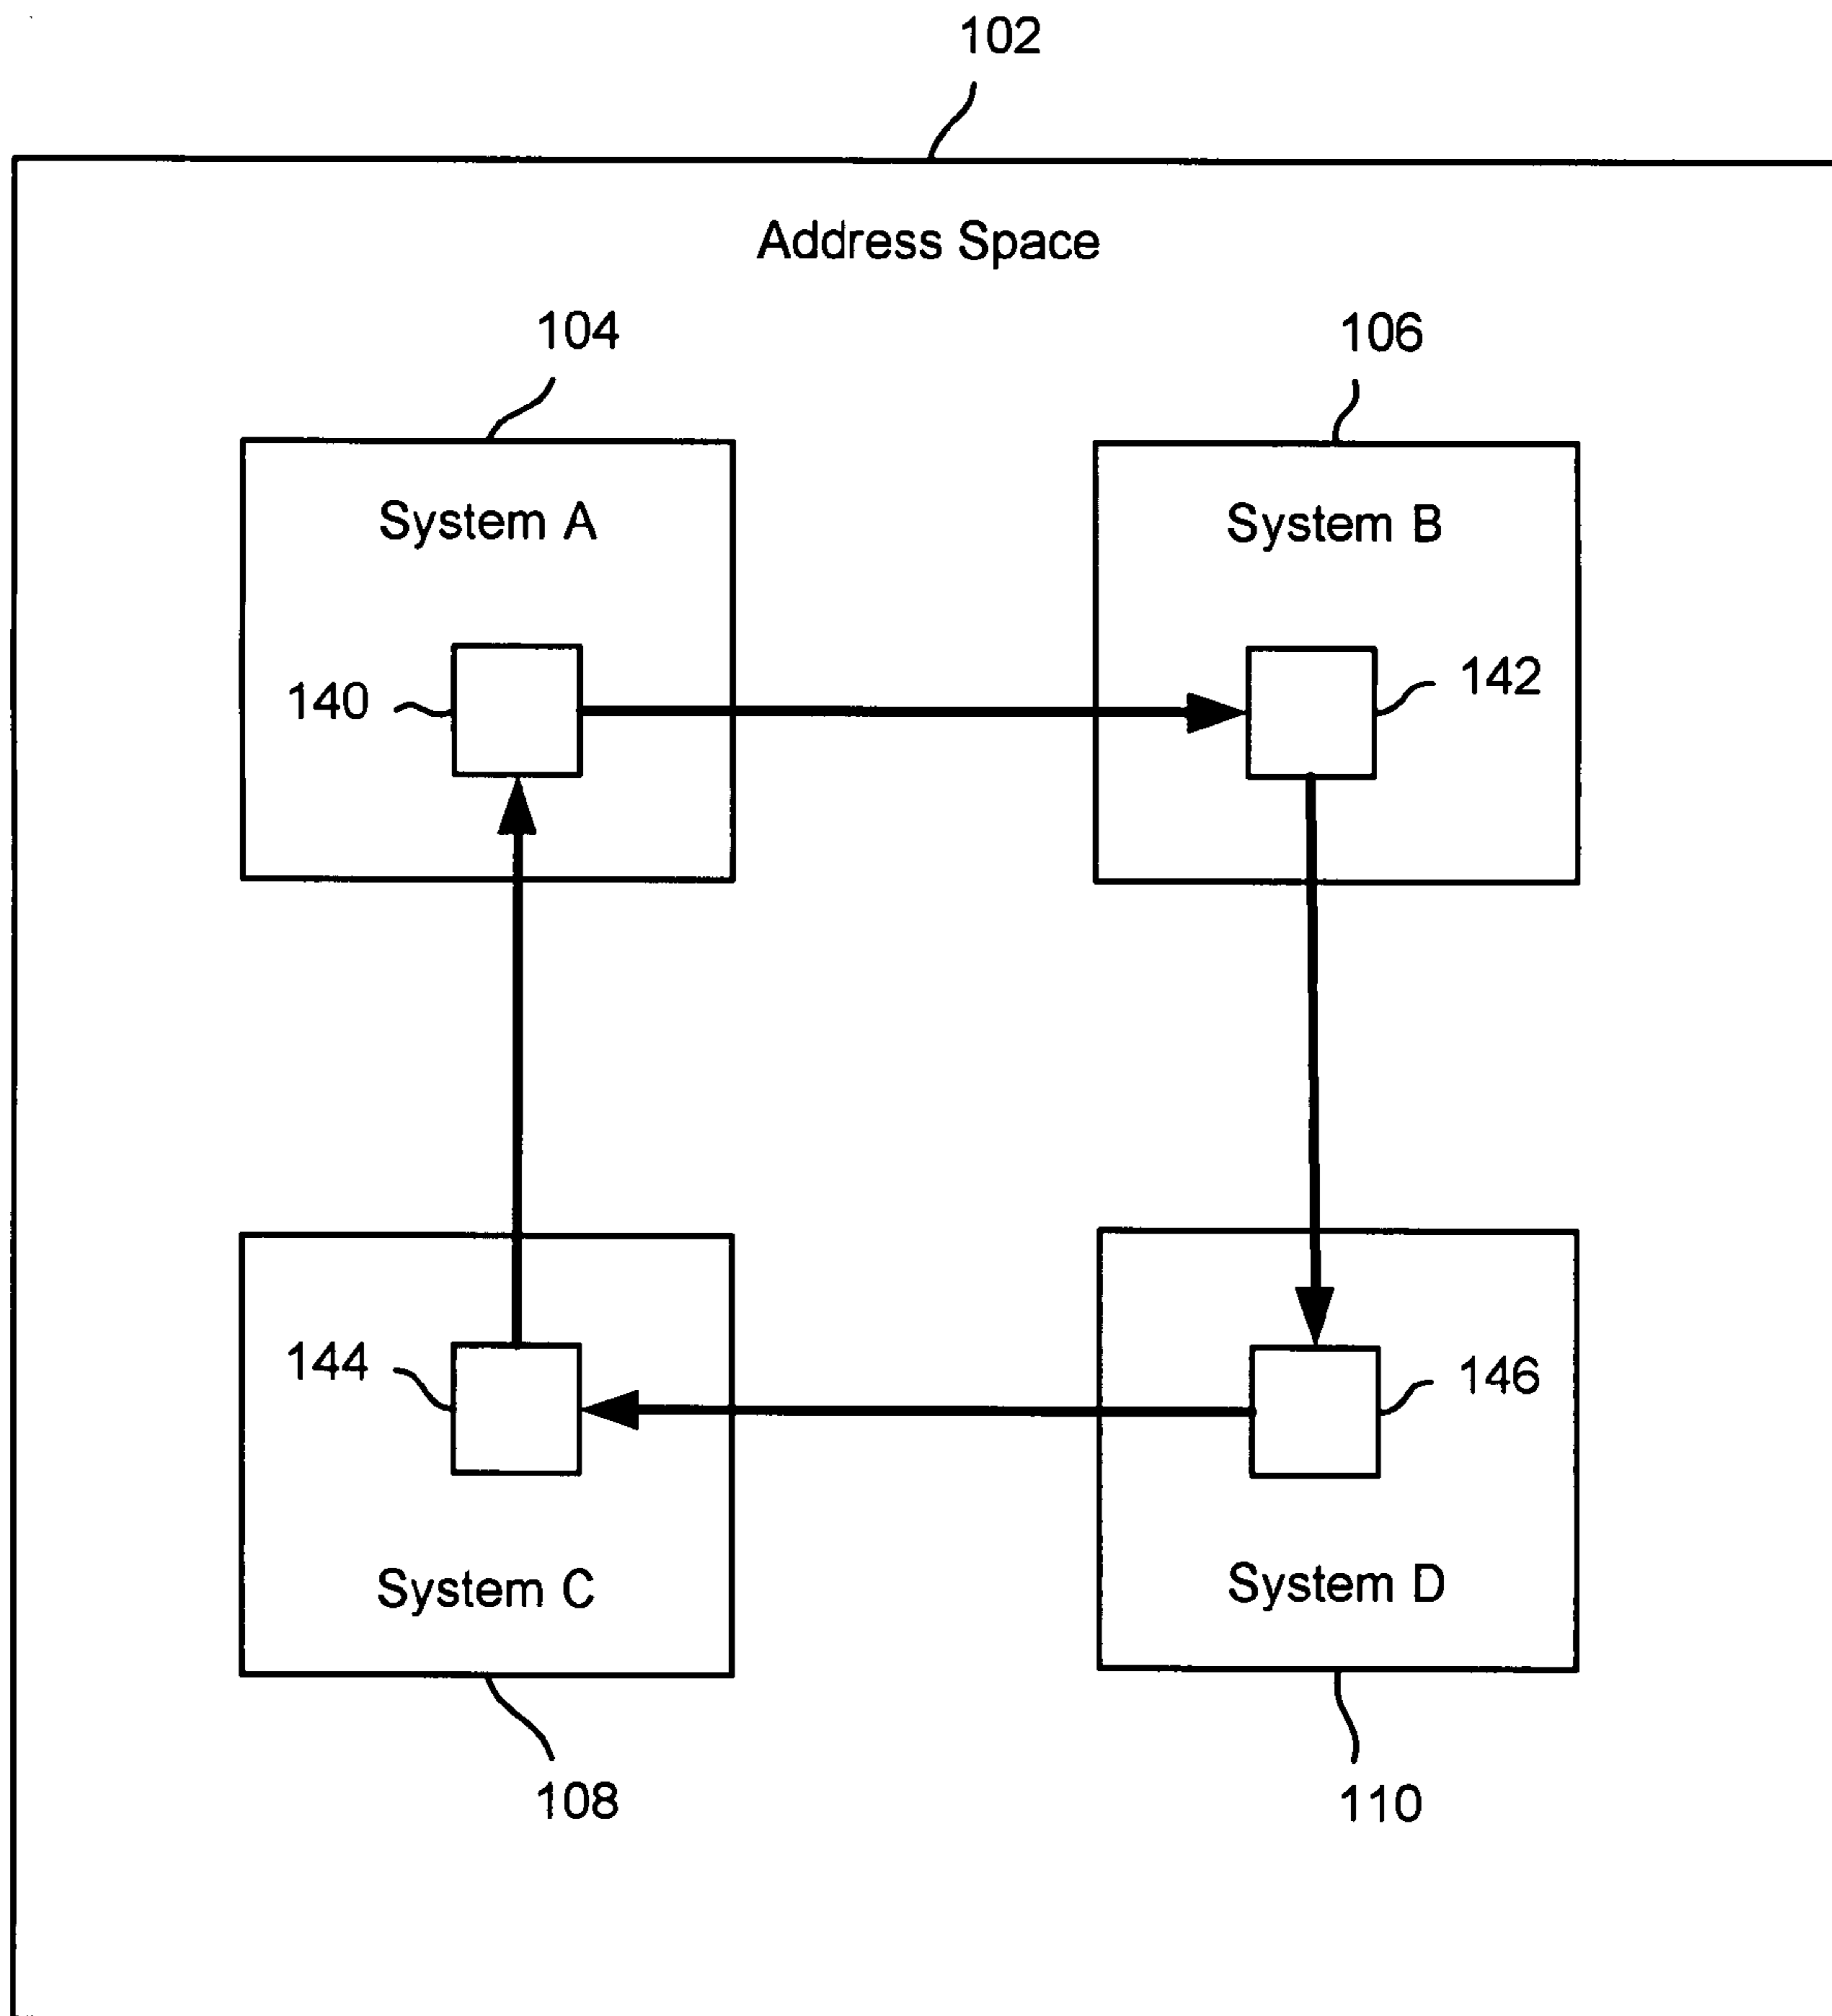 102
Address Space
104
106
System A
System B
140
142
144
146
System C
System D
108
110